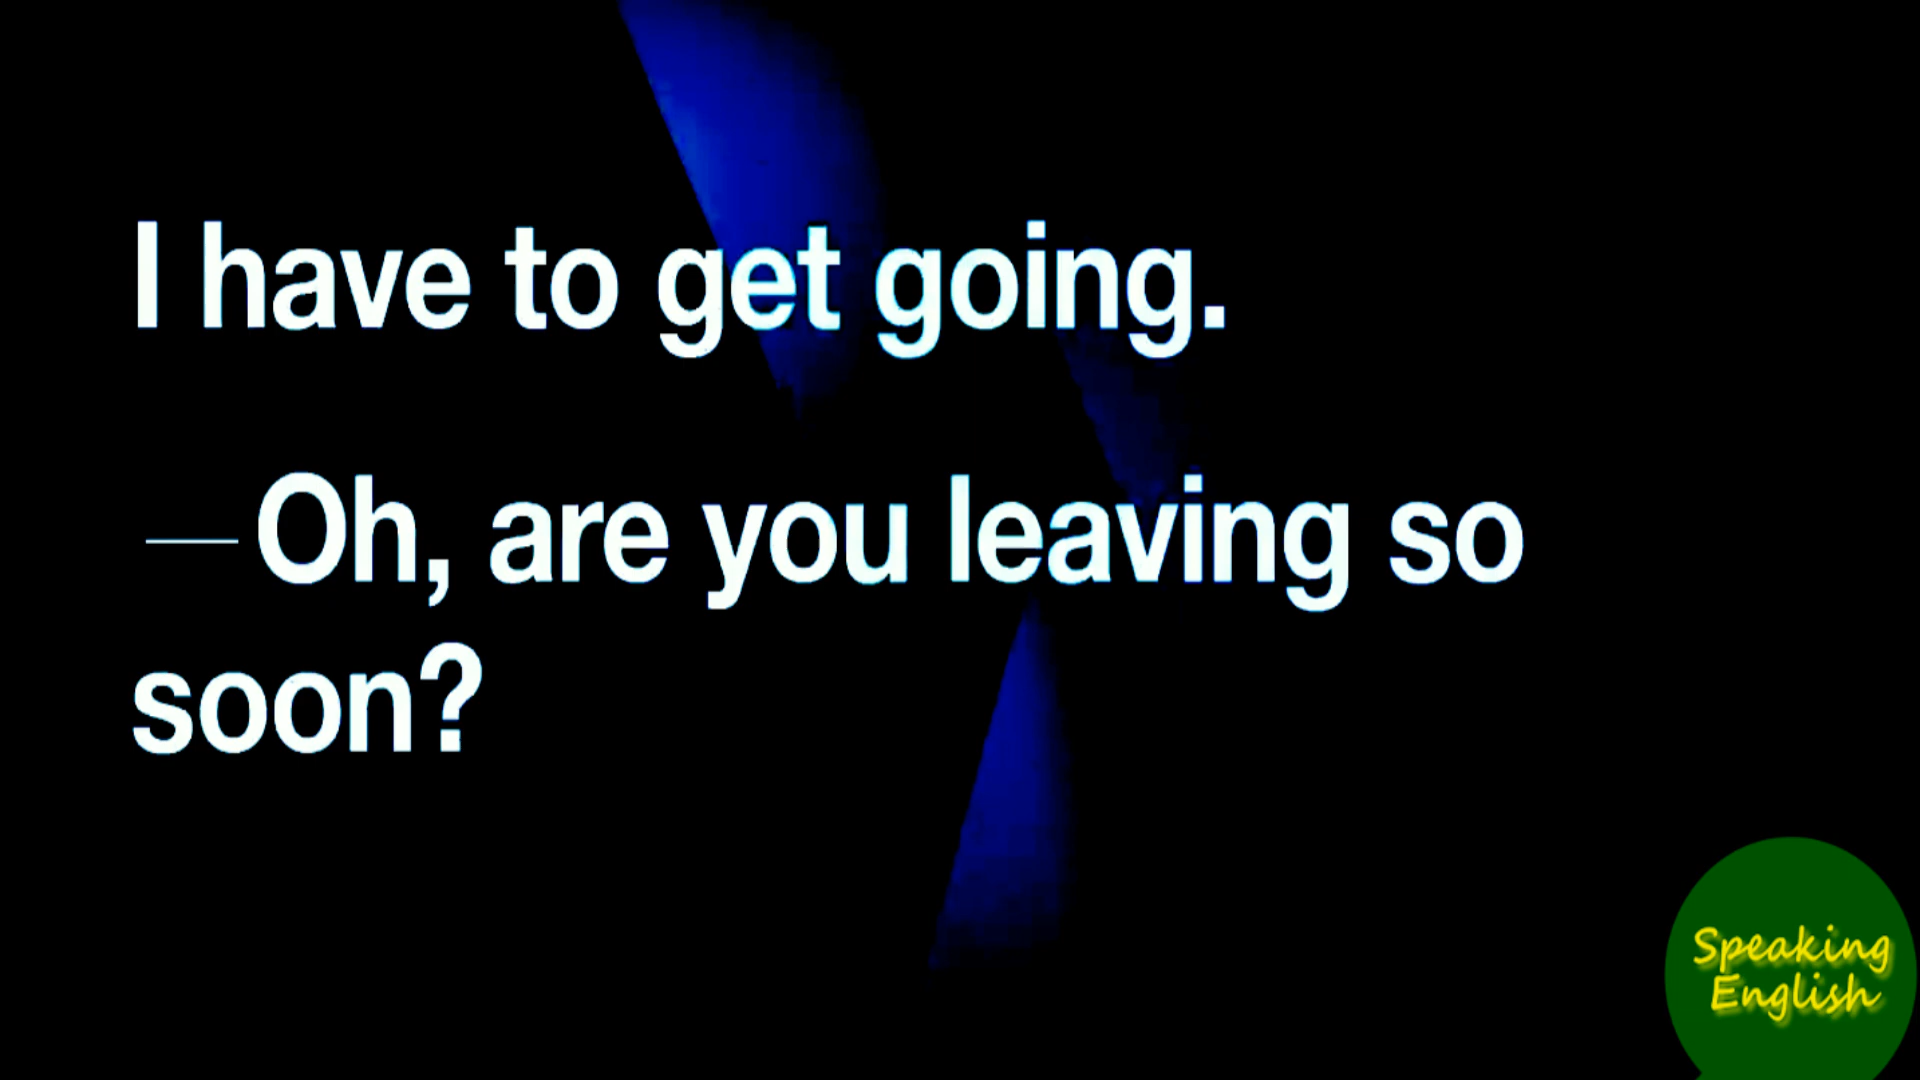 I have to get going.
—Oh, are you leaving so
soon?
Speaking
English